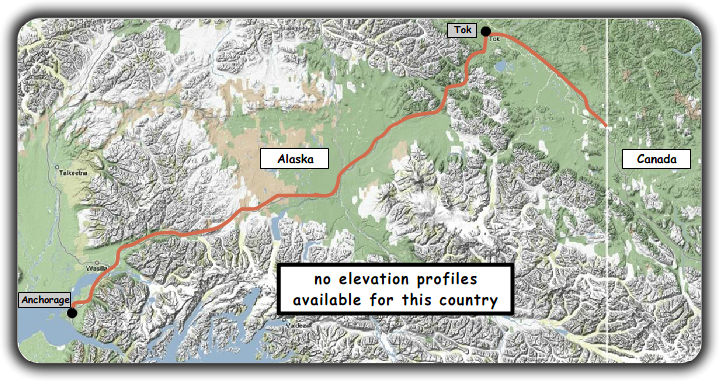 Tok
Tok
Alaska
Canada
Talkeetna
Wasilla
Anchorage
no elevation profiles
available for this country
Valdez